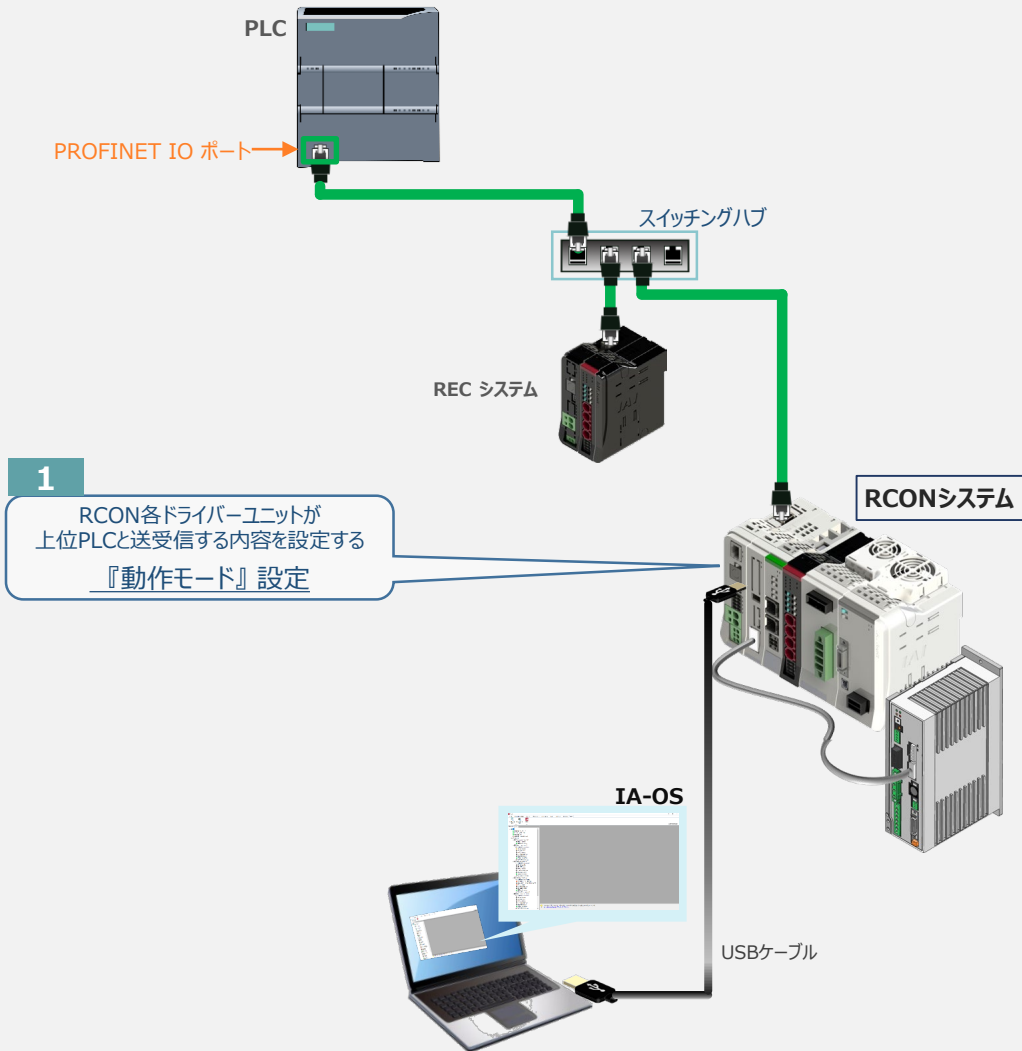 PLC
PROFINET IO ポート
スイッチングハブ
REC システム
1
RCON各ドライバーユニットが
上位PLCと送受信する内容を設定する
『動作モード』 設定
RCONシステム
IA-OS
USBケーブル